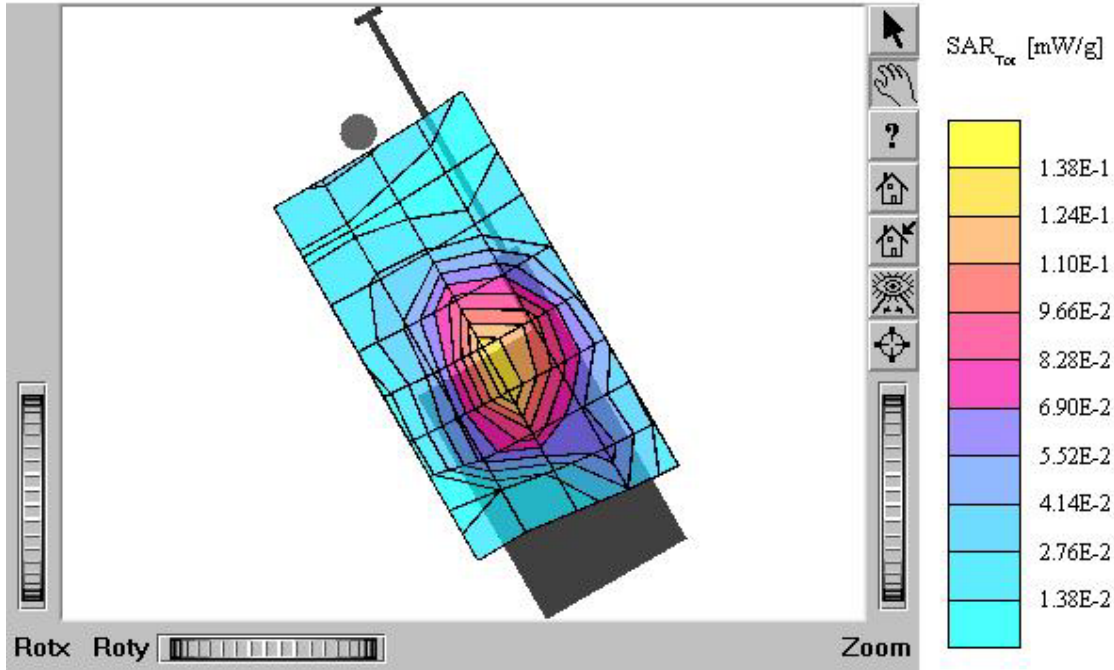 SAR_Tot [mW/g]
?
1.38E-1
1.24E-1
1.10E-1
9.66E-2
8.28E-2
6.90E-2
5.52E-2
4.14E-2
2.76E-2
1.38E-2
Rotx Roty Zoom